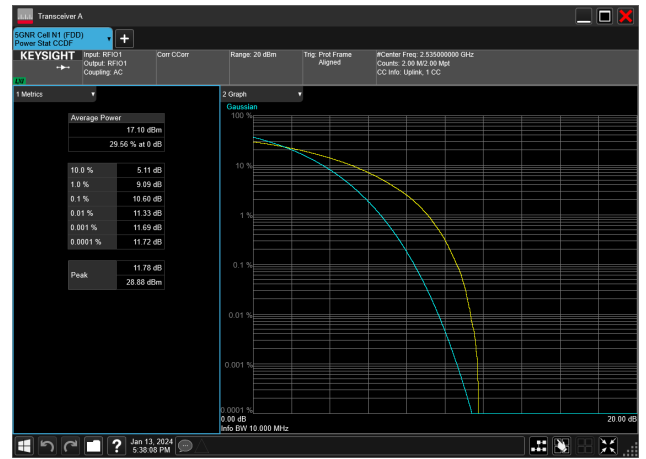 Transceiver A
5GNR Cell N1 (FDD)
Power Stat CCDF
KEYSIGHT
Input: RFIO1
Output: RFIO1
Coupling: AC
Corr CCorr
Range: 20 dBm
Trig: Prot Frame
Aligned
#Center Freq: 2.535000000 GHz
Counts: 2.00 M/2.00 Mpt
CC Info: Uplink, 1 CC
1 Metrics
Average Power
17.10 dBm
29.56 % at 0 dB
10.0 % 5.11 dB
1.0 % 9.09 dB
0.1 % 10.60 dB
0.01 % 11.33 dB
0.001 % 11.69 dB
0.0001 % 11.72 dB
Peak
11.78 dB
28.88 dBm
2 Graph
Gaussian
100 %
10 %
1 %
0.1 %
0.01 %
0.001 %
0.0001 %
0.00 dB
20.00 dB
Info BW 10.000 MHz
?
Jan 13, 2024
5:38:08 PM